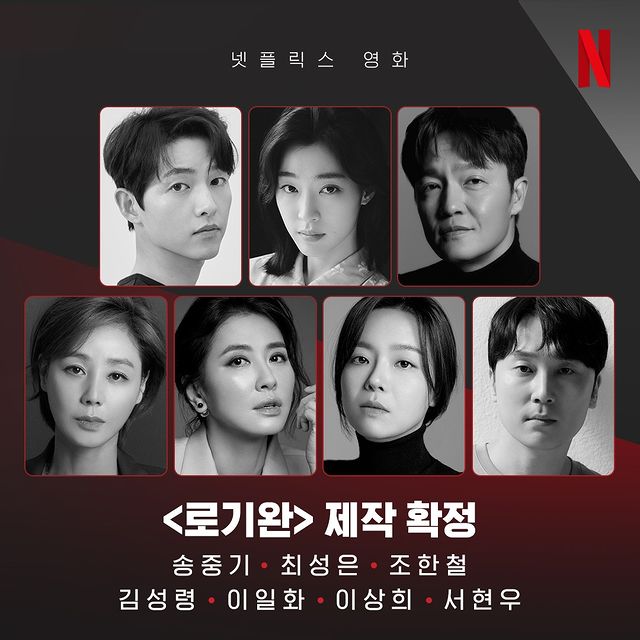 넷플릭스 영화
N
<로기완> 제작 확정
송중기 • 최성은 • 조한철
김성령 • 이일화 • 이상희 • 서현우